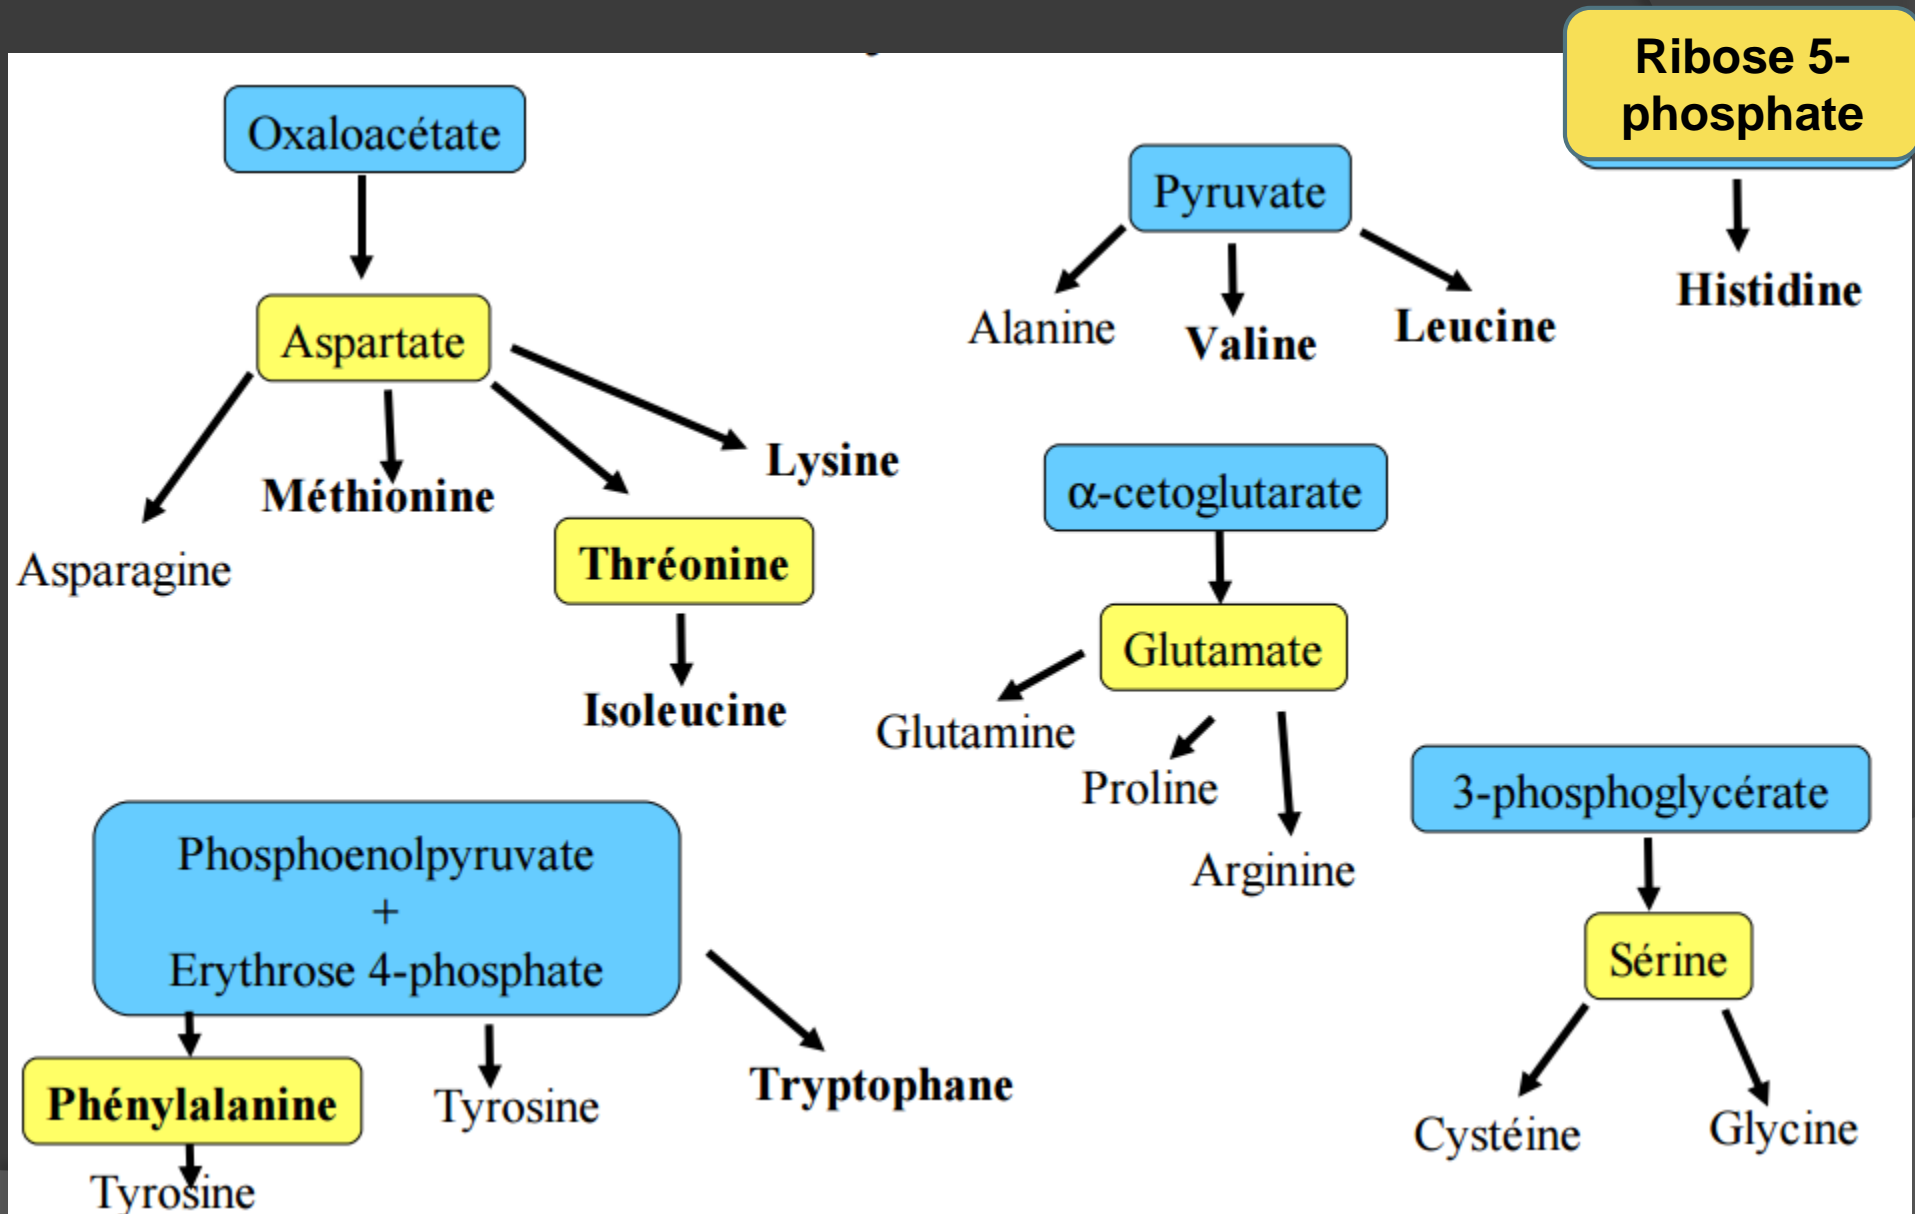 Ribose 5-
phosphate
Oxaloacétate
Pyruvate
Histidine
Alanine
Valine
Leucine
Aspartate
Lysine
Méthionine
α-cetoglutarate
Asparagine
Thréonine
Glutamate
Isoleucine
Glutamine
Proline
3-phosphoglycérate
Phosphoenolpyruvate
+
Erythrose 4-phosphate
Arginine
Sérine
Phénylalanine
Tyrosine
Tryptophane
Cystéine
Glycine
Tyrosine